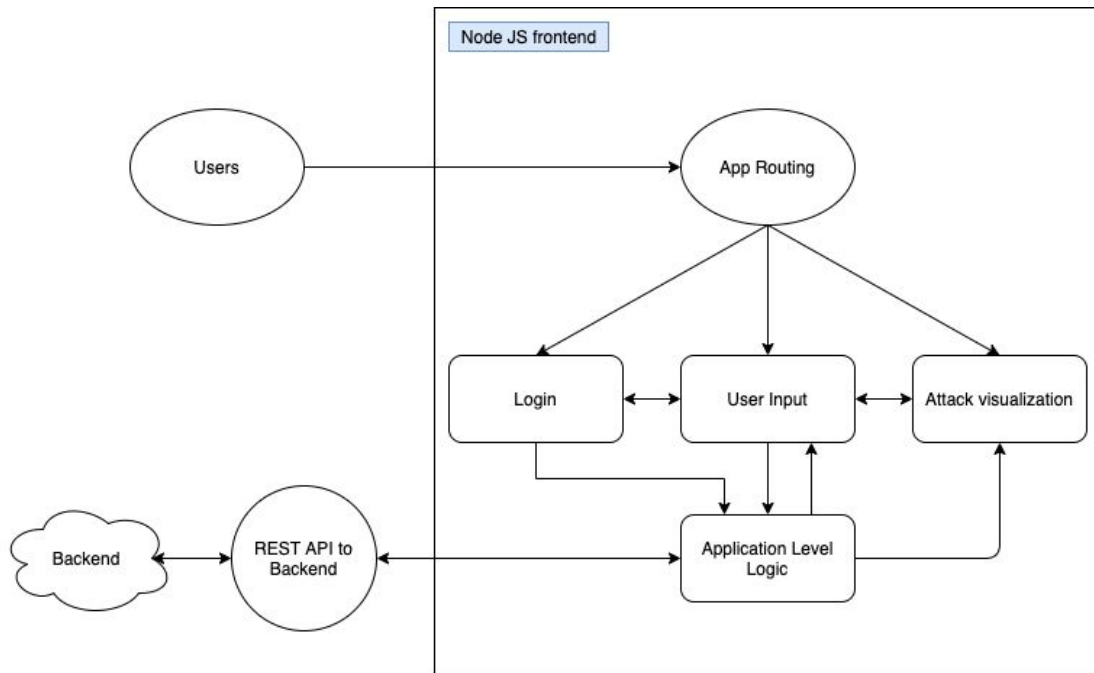 Node JS frontend
Users
App Routing
Login
User Input
Attack visualization
Backend
REST API to
Backend
Application Level
Logic